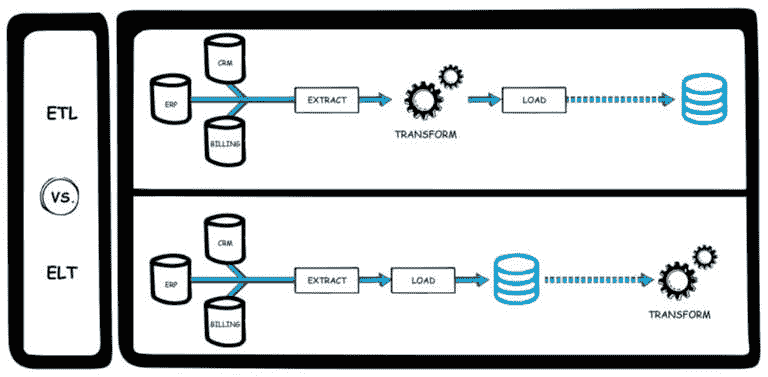 ETL
VS.
ELT
CRM
ERP
BILLING
EXTRACT
TRANSFORM
LOAD
CRM
ERP
BILLING
EXTRACT
LOAD
TRANSFORM